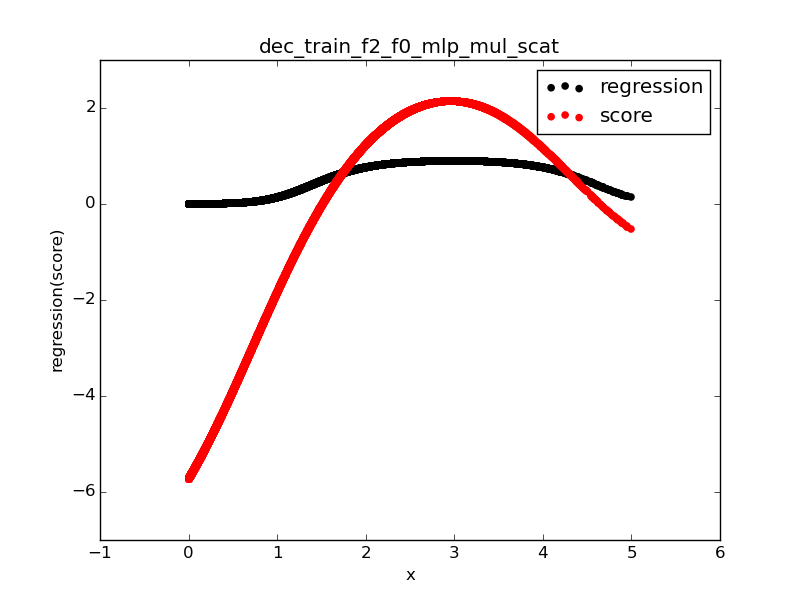 dec_train_f2_f0_mlp_mul_scat
regression
score
regression(score)
2
0
−2
−4
−6
−1 0 1 2 3 4 5 6
x